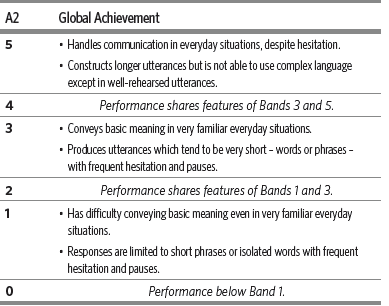 A2 Global Achievement
5 • Handles communication in everyday situations, despite hesitation.
• Constructs longer utterances but is not able to use complex language
except in well-rehearsed utterances.
4 Performance shares features of Bands 3 and 5.
3 • Conveys basic meaning in very familiar everyday situations.
• Produces utterances which tend to be very short – words or phrases –
with frequent hesitation and pauses.
2 Performance shares features of Bands 1 and 3.
1 • Has difficulty conveying basic meaning even in very familiar everyday
situations.
• Responses are limited to short phrases or isolated words with frequent
hesitation and pauses.
0 Performance below Band 1.